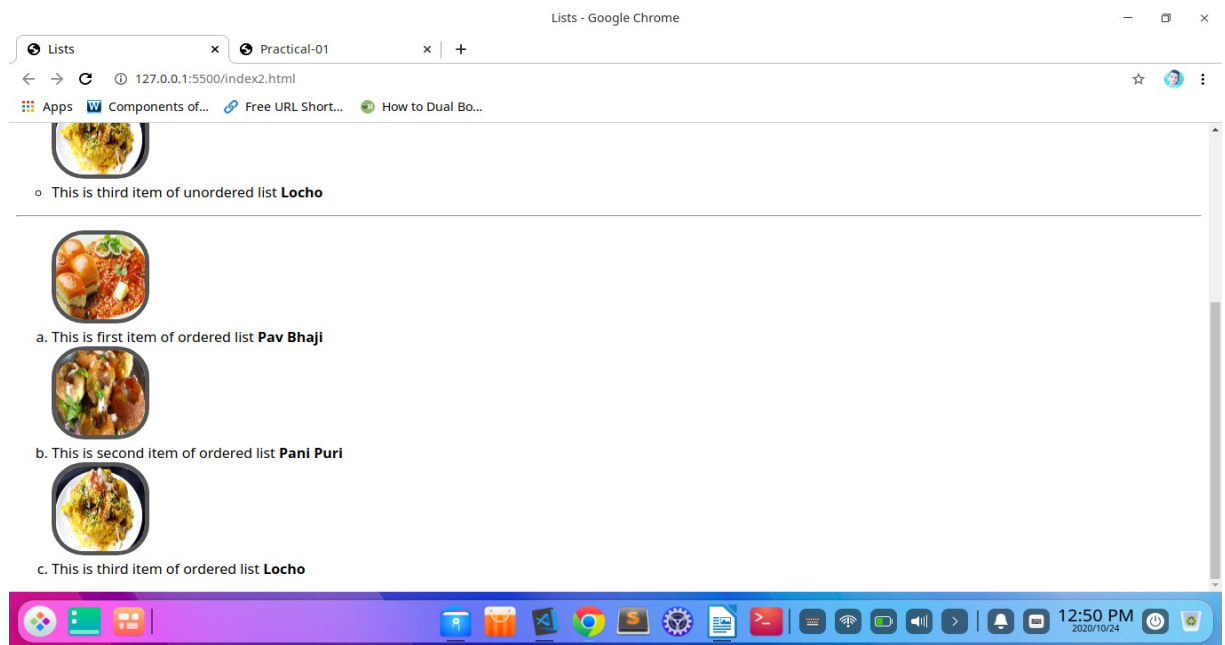 Lists - Google Chrome
Lists
Practical-01
127.0.0.1:5500/index2.html
Apps
Components of...
Free URL Short...
How to Dual Bo...
This is third item of unordered list Locho
a. This is first item of ordered list Pav Bhaji
b. This is second item of ordered list Pani Puri
c. This is third item of ordered list Locho
12:50 PM
2020/10/24